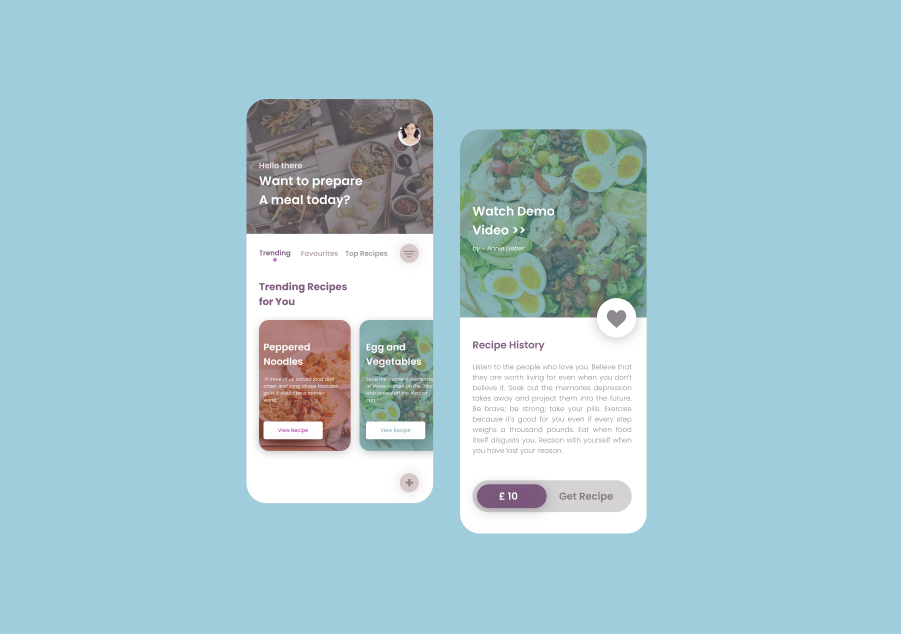 Hello there
Want to prepare
A meal today?
Trending Favourites Top Recipes
Trending Recipes
for You
Peppered
Noodles
"If more of us valued food and
cheer and song above hoarded
gold, it would be a merrier
world."
View Recipe
Egg and
Vegetables
Seize the moment. Remember
all those women on the 'Titanic'
who waved off the dessert
cart."
View Recipe
Watch Demo
Video >>
by - Annie Lieber
Recipe History
Listen to the people who love you. Believe that
they are worth living for even when you don't
believe it. Seek out the memories depression
takes away and project them into the future.
Be brave; be strong; take your pills. Exercise
because it's good for you even if every step
weighs a thousand pounds. Eat when food
itself disgusts you. Reason with yourself when
you have lost your reason.
£ 10 Get Recipe